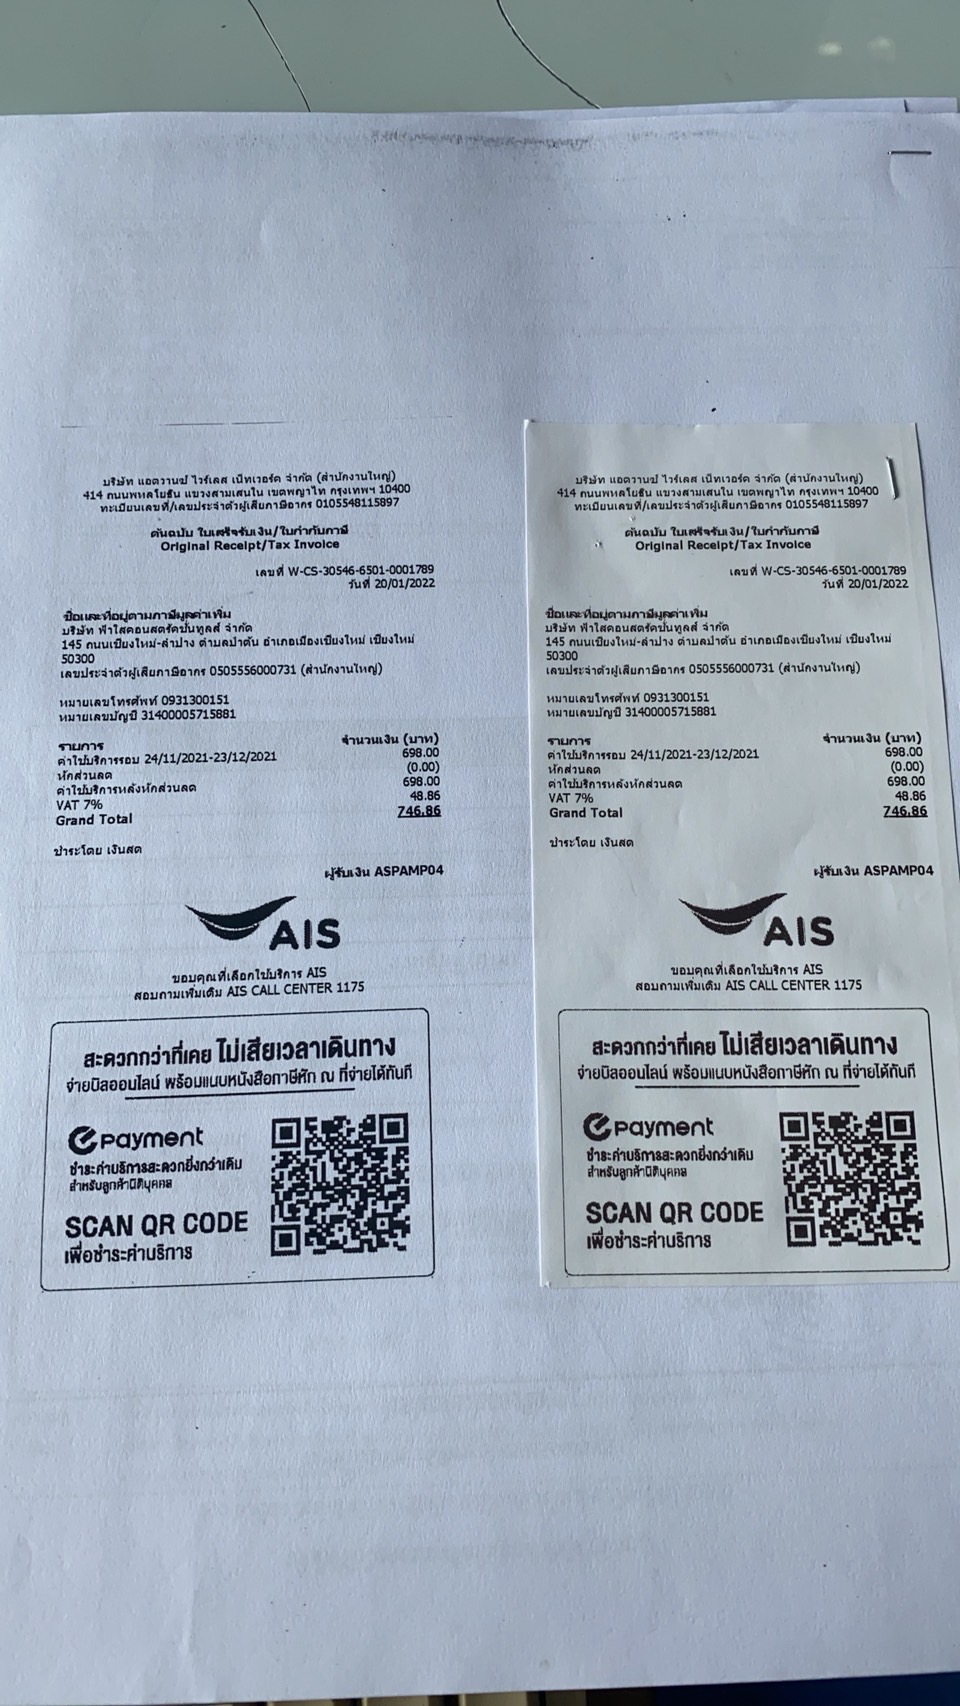 บริษัท แอดวานซ์ ไวร์เลส เน็ทเวอร์ค จำกัด (สำนักงานใหญ่)
414 ถนนพหลโยธิน แขวงสามเสนใน เขตพญาไท กรุงเทพฯ 10400
ทะเบียนเลขที่/เลขประจำตัวผู้เสียภาษีอากร 0105548115897
ต้นฉบับ ใบเสร็จรับเงิน/ใบกำกับภาษี
Original Receipt/Tax Invoice
เลขที่ W-CS-30546-6501-0001789
วันที่ 20/01/2022
ชื่อและที่อยู่ตามภาษีมูลค่าเพิ่ม
บริษัท ฟ้าใสคอนสตรัคชั่นทูลส์ จำกัด
145 ถนนเชียงใหม่-ลำปาง ตำบลป่าตัน อำเภอเมืองเชียงใหม่ เชียงใหม่
50300
เลขประจำตัวผู้เสียภาษีอากร 0505556000731 (สำนักงานใหญ่)
หมายเลขโทรศัพท์ 0931300151
หมายเลขบัญชี 31400005715881
รายการ จำนวนเงิน (บาท)
ค่าใช้บริการรอบ 24/11/2021-23/12/2021 698.00
หักส่วนลด (0.00)
ค่าใช้บริการหลังหักส่วนลด 698.00
VAT 7% 48.86
Grand Total 746.86
ชำระโดย เงินสด
ผู้รับเงิน ASPAMP04
AIS
ขอบคุณที่เลือกใช้บริการ AIS
สอบถามเพิ่มเติม AIS CALL CENTER 1175
สะดวกกว่าที่เคย ไม่เสียเวลาเดินทาง
จ่ายบิลออนไลน์ พร้อมแนบหนังสือภาษีหัก ณ ที่จ่ายได้ทันที
ePayment
ชำระค่าบริการสะดวกยิ่งกว่าเดิม
สำหรับลูกค้านิติบุคคล
SCAN QR CODE
เพื่อชำระค่าบริการ
บริษัท แอดวานซ์ ไวร์เลส เน็ทเวอร์ค จำกัด (สำนักงานใหญ่)
414 ถนนพหลโยธิน แขวงสามเสนใน เขตพญาไท กรุงเทพฯ 10400
ทะเบียนเลขที่/เลขประจำตัวผู้เสียภาษีอากร 0105548115897
ต้นฉบับ ใบเสร็จรับเงิน/ใบกำกับภาษี
Original Receipt/Tax Invoice
เลขที่ W-CS-30546-6501-0001789
วันที่ 20/01/2022
ชื่อและที่อยู่ตามภาษีมูลค่าเพิ่ม
บริษัท ฟ้าใสคอนสตรัคชั่นทูลส์ จำกัด
145 ถนนเชียงใหม่-ลำปาง ตำบลป่าตัน อำเภอเมืองเชียงใหม่ เชียงใหม่
50300
เลขประจำตัวผู้เสียภาษีอากร 0505556000731 (สำนักงานใหญ่)
หมายเลขโทรศัพท์ 0931300151
หมายเลขบัญชี 31400005715881
รายการ จำนวนเงิน (บาท)
ค่าใช้บริการรอบ 24/11/2021-23/12/2021 698.00
หักส่วนลด (0.00)
ค่าใช้บริการหลังหักส่วนลด 698.00
VAT 7% 48.86
Grand Total 746.86
ชำระโดย เงินสด
ผู้รับเงิน ASPAMP04
AIS
ขอบคุณที่เลือกใช้บริการ AIS
สอบถามเพิ่มเติม AIS CALL CENTER 1175
สะดวกกว่าที่เคย ไม่เสียเวลาเดินทาง
จ่ายบิลออนไลน์ พร้อมแนบหนังสือภาษีหัก ณ ที่จ่ายได้ทันที
ePayment
ชำระค่าบริการสะดวกยิ่งกว่าเดิม
สำหรับลูกค้านิติบุคคล
SCAN QR CODE
เพื่อชำระค่าบริการ